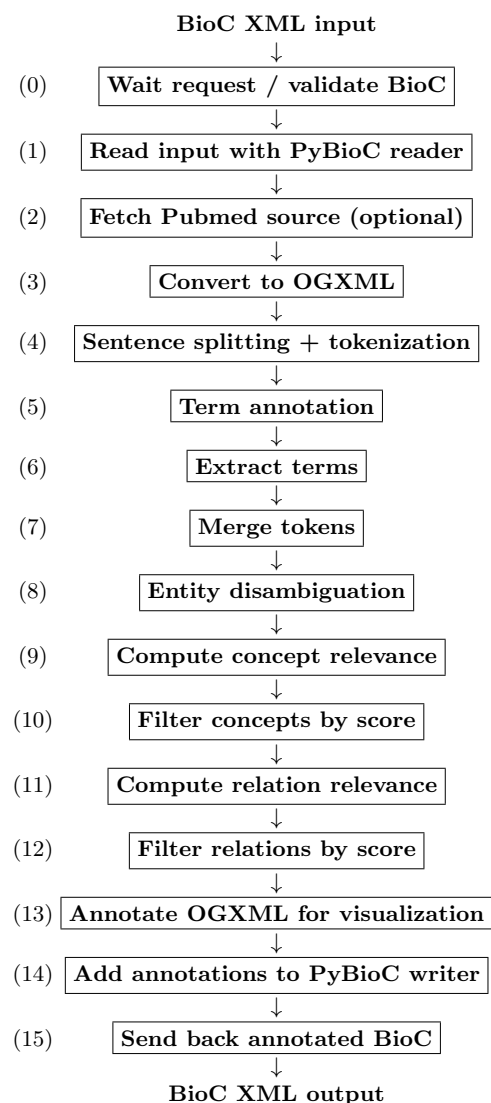 BioC XML input
(0) Wait request / validate BioC
(1) Read input with PyBioC reader
(2) Fetch Pubmed source (optional)
(3) Convert to OGXML
(4) Sentence splitting + tokenization
(5) Term annotation
(6) Extract terms
(7) Merge tokens
(8) Entity disambiguation
(9) Compute concept relevance
(10) Filter concepts by score
(11) Compute relation relevance
(12) Filter relations by score
(13) Annotate OGXML for visualization
(14) Add annotations to PyBioC writer
(15) Send back annotated BioC
BioC XML output